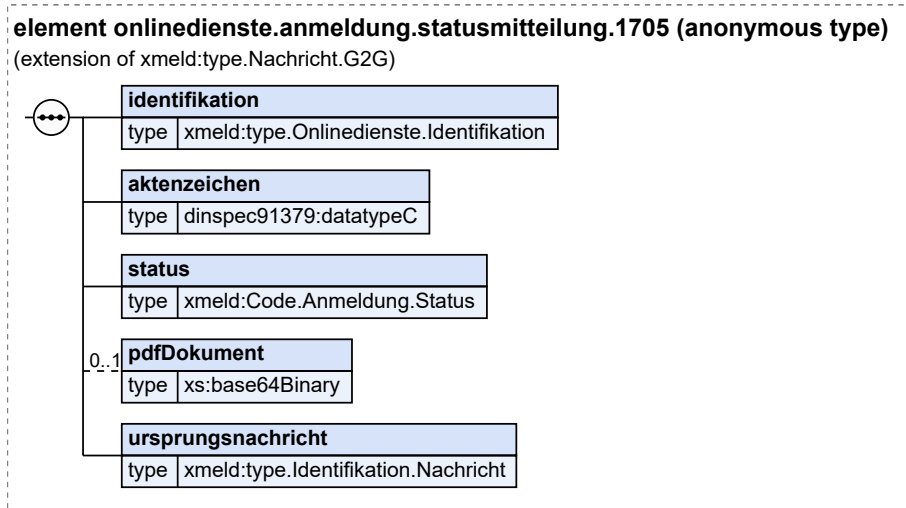 element onlinedienste.anmeldung.statusmitteilung.1705 (anonymous type)
(extension of xmeld:type.Nachricht.G2G)
identifikation
type xmeld:type.Onlinedienste.Identifikation
aktenzeichen
type dinspec91379:datatypeC
status
type xmeld:Code.Anmeldung.Status
0..1 pdfDokument
type xs:base64Binary
ursprungsnachricht
type xmeld:type.Identifikation.Nachricht